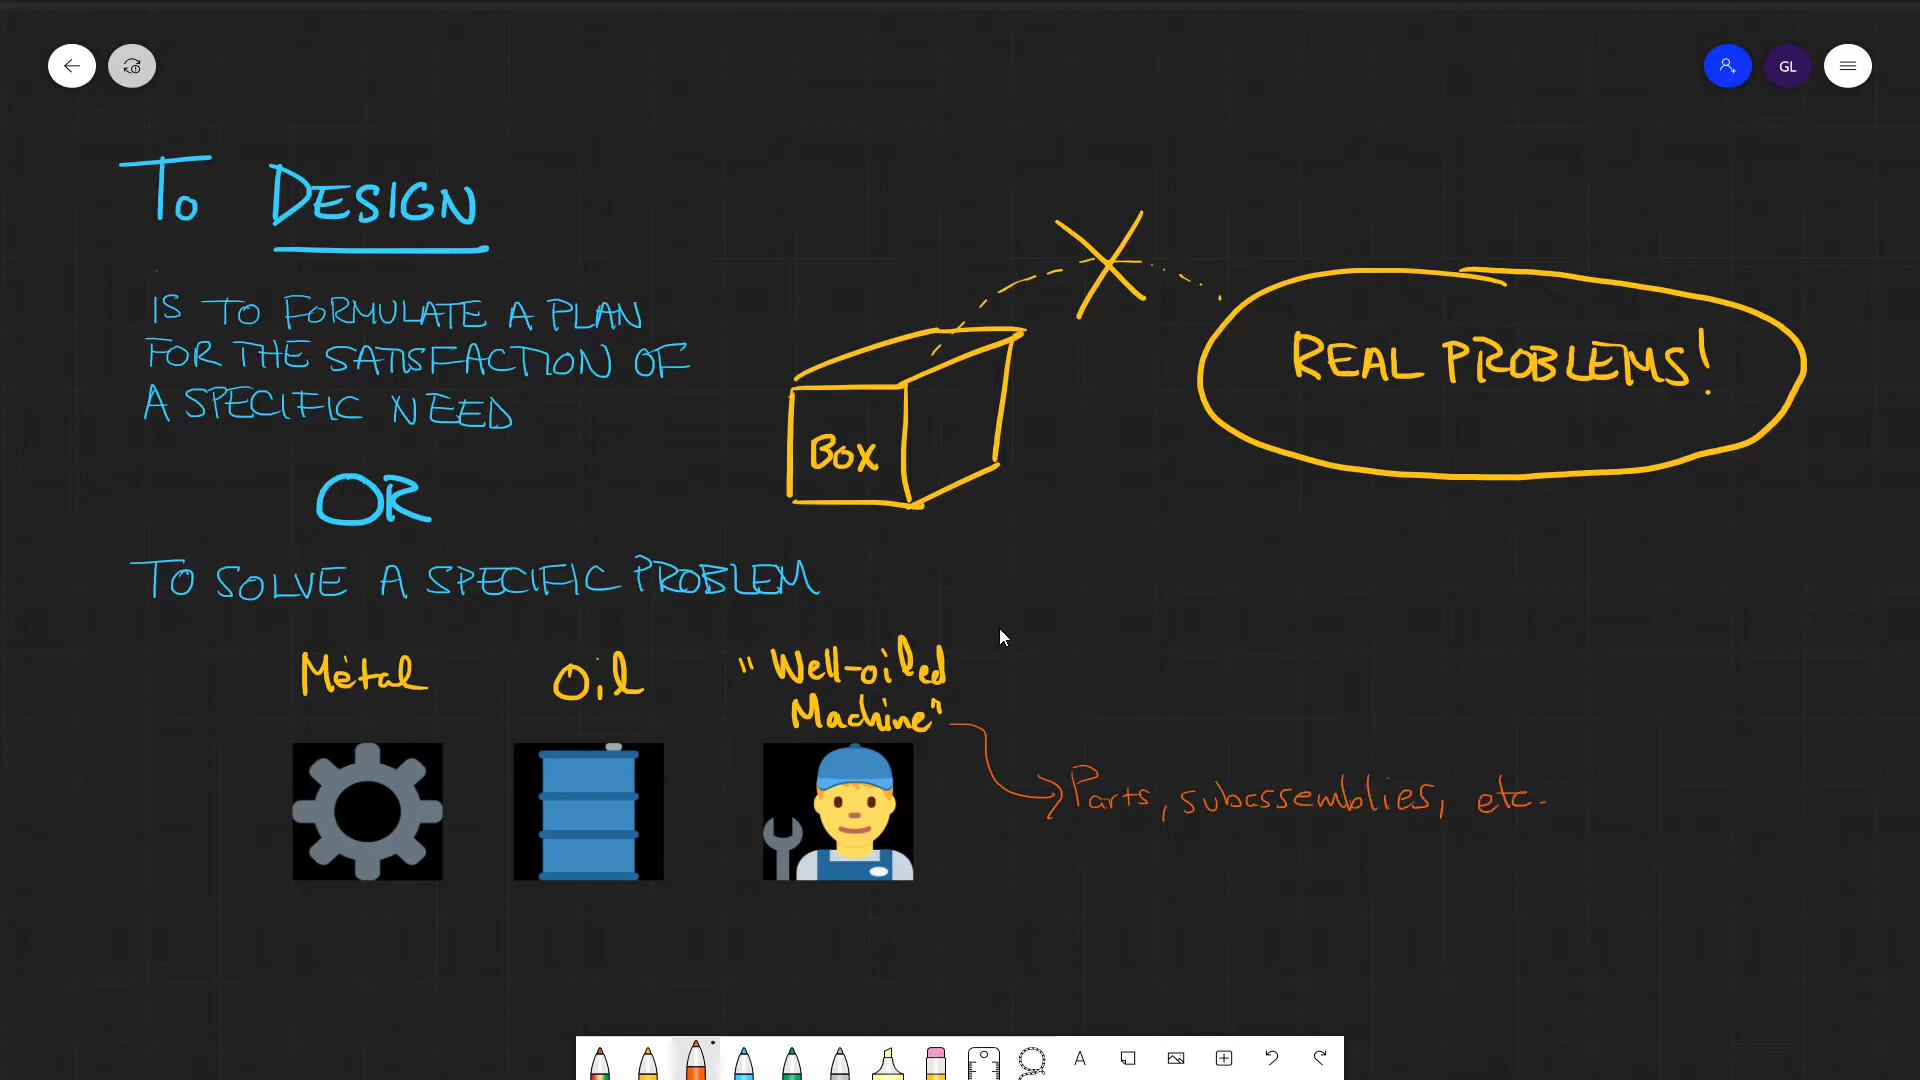 GL
To DESIGN
IS TO FORMULATE A PLAN
FOR THE SATISFACTION OF
A SPECIFIC NEED
OR
TO SOLVE A SPECIFIC PROBLEM
Box
REAL PROBLEMS!
Metal
Oil
"Well-oiled
Machine"
Parts, subassemblies, etc.
A